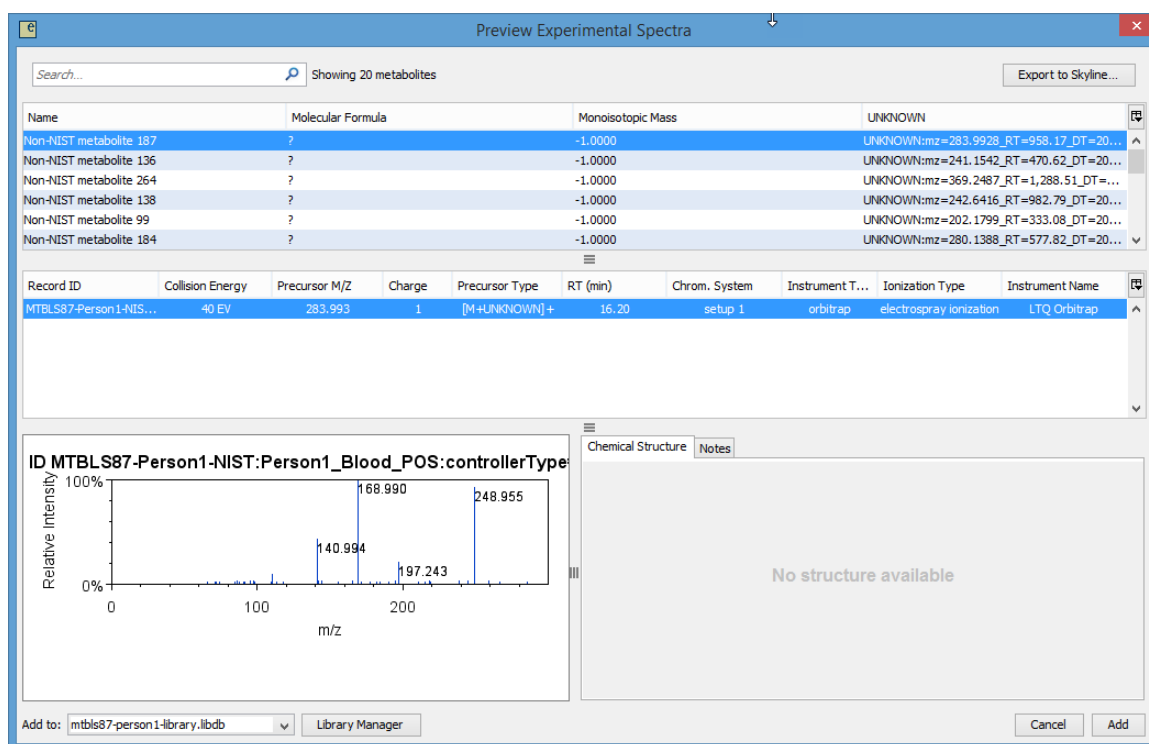 e
Preview Experimental Spectra
Search... Showing 20 metabolites Export to Skyline...
Name Molecular Formula Monoisotopic Mass UNKNOWN
Non-NIST metabolite 187 ? -1.0000 UNKNOWN:mz=283.9928_RT=958.17_DT=20...
Non-NIST metabolite 136 ? -1.0000 UNKNOWN:mz=241.1542_RT=470.62_DT=20...
Non-NIST metabolite 264 ? -1.0000 UNKNOWN:mz=369.2487_RT=1,288.51_DT=...
Non-NIST metabolite 138 ? -1.0000 UNKNOWN:mz=242.6416_RT=982.79_DT=20...
Non-NIST metabolite 99 ? -1.0000 UNKNOWN:mz=202.1799_RT=333.08_DT=20...
Non-NIST metabolite 184 ? -1.0000 UNKNOWN:mz=280.1388_RT=577.82_DT=20...
Record ID Collision Energy Precursor M/Z Charge Precursor Type RT (min) Chrom. System Instrument T... Ionization Type Instrument Name
MTBLS87-Person1-NIS... 40 EV 283.993 1 [M+UNKNOWN]+ 16.20 setup 1 orbitrap electrospray ionization LTQ Orbitrap
Chemical Structure Notes
ID MTBLS87-Person1-NIST:Person1_Blood_POS:controllerType=
Relative Intensity
100%
0%
168.990
248.955
140.994
197.243
0 100 200
m/z
No structure available
Add to: mtbls87-person1-library.libdb Library Manager Cancel Add